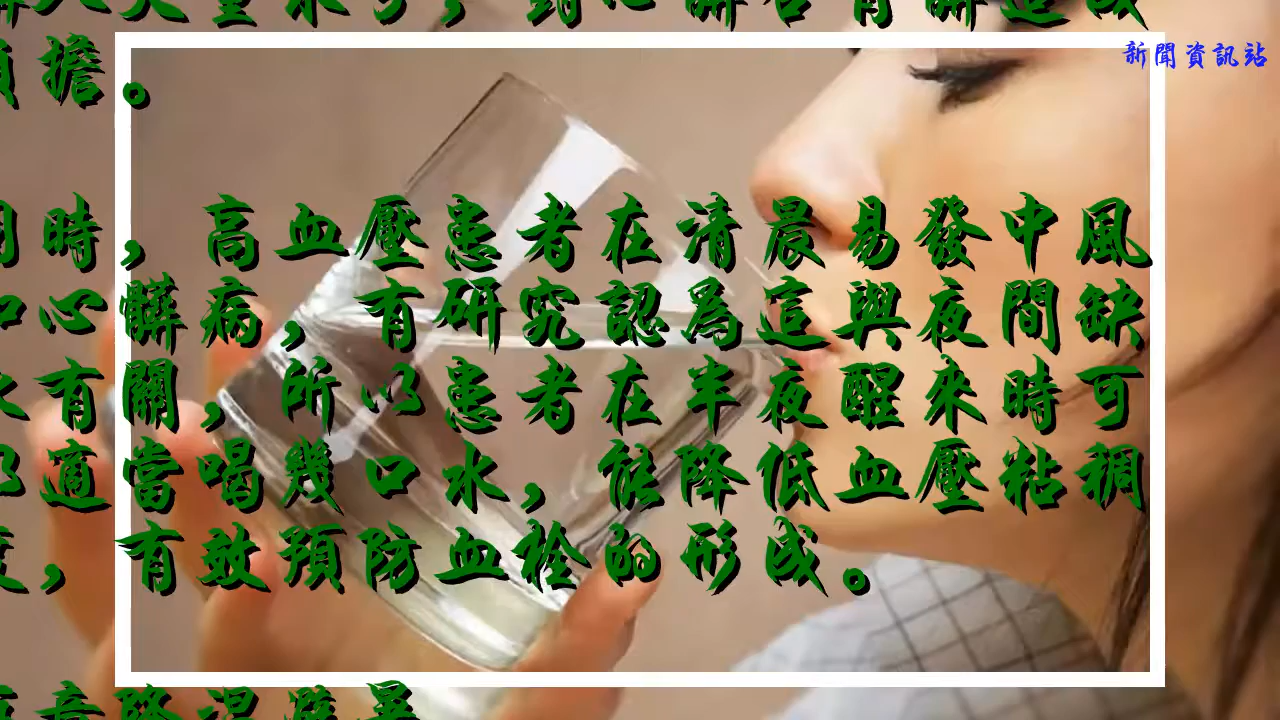 新聞資訊站
擔。
時，高血壓患者在清晨易發中風
心髒病，有研究認為這與夜間缺
有關，所以患者在半夜醒來時可
適當喝幾口水，能降低血壓粘稠
，有效預防血栓的形成。